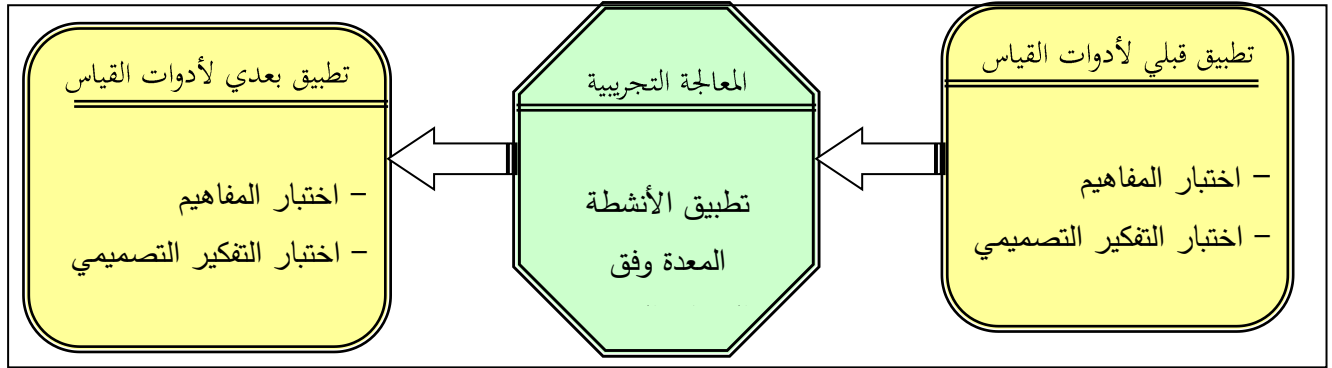 تطبيق قبلي لأدوات القياس
– اختبار المفاهيم
– اختبار التفكير التصميمي
المعالجة التجريبية
تطبيق الأنشطة
المعدة وفق
تطبيق بعدي لأدوات القياس
– اختبار المفاهيم
– اختبار التفكير التصميمي